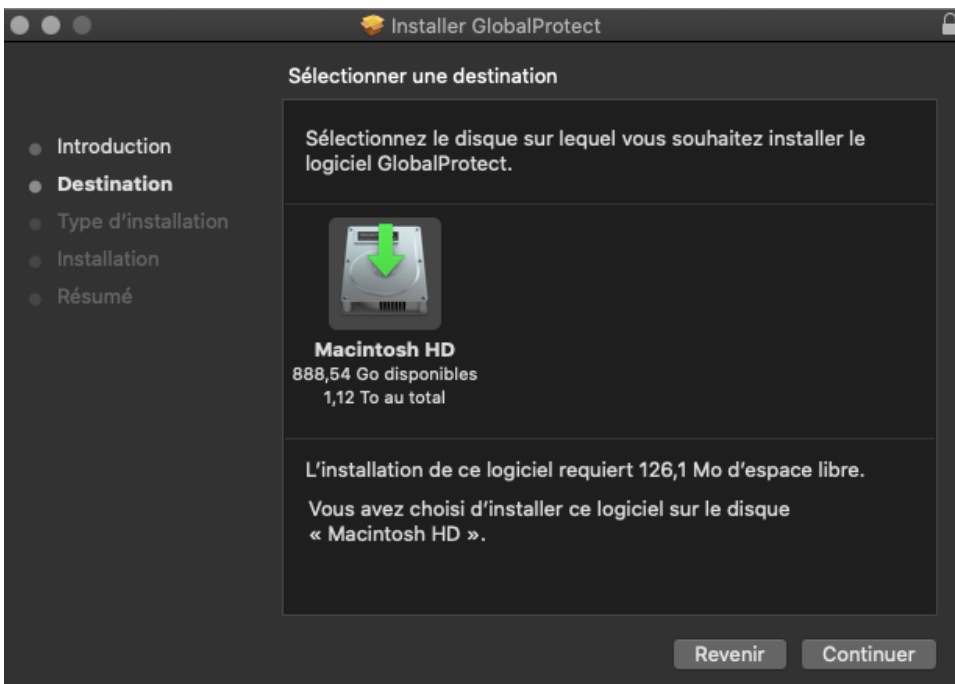 Installer GlobalProtect
Sélectionner une destination
Introduction
Destination
Type d'installation
Installation
Résumé
Sélectionnez le disque sur lequel vous souhaitez installer le
logiciel GlobalProtect.
Macintosh HD
888,54 Go disponibles
1,12 To au total
L'installation de ce logiciel requiert 126,1 Mo d'espace libre.
Vous avez choisi d'installer ce logiciel sur le disque
« Macintosh HD ».
Revenir
Continuer